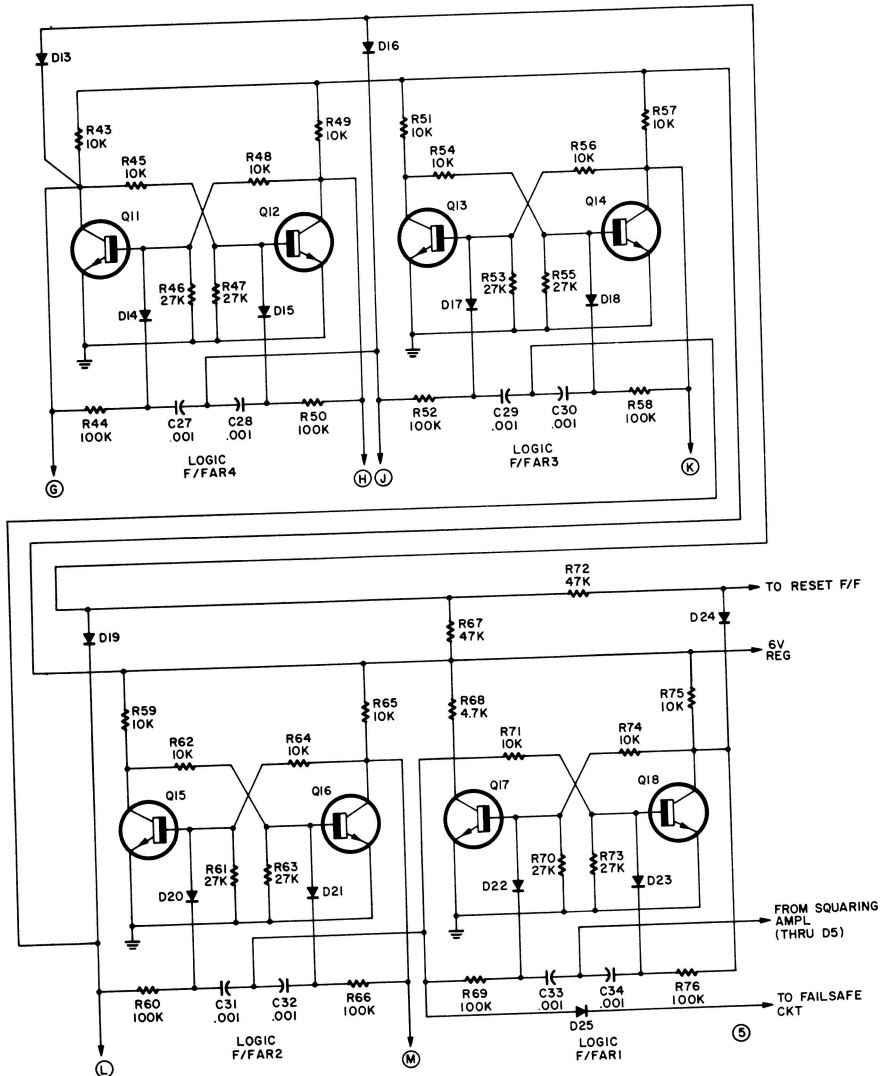 D13
D16
R43
10K
R49
10K
R51
10K
R57
10K
R45
10K
R48
10K
R54
10K
R56
10K
Q11
Q12
Q13
Q14
R46
27K
R47
27K
R53
27K
R55
27K
D14
D15
D17
D18
R44
100K
C27
.001
C28
.001
R50
100K
R52
100K
C29
.001
C30
.001
R58
100K
LOGIC
F/FAR4
LOGIC
F/FAR3
G
H
J
K
R72
47K
TO RESET F/F
R67
47K
D24
D19
6V
REG
R59
10K
R65
10K
R68
4.7K
R75
10K
R62
10K
R64
10K
R71
10K
R74
10K
Q15
Q16
Q17
Q18
R61
27K
R63
27K
R70
27K
R73
27K
D20
D21
D22
D23
FROM SQUARING
AMPL
(THRU D5)
R60
100K
C31
.001
C32
.001
R66
100K
R69
100K
C33
.001
C34
.001
R76
100K
TO FAILSAFE
CKT
D25
LOGIC
F/FAR2
LOGIC
F/FAR1
5
L
M